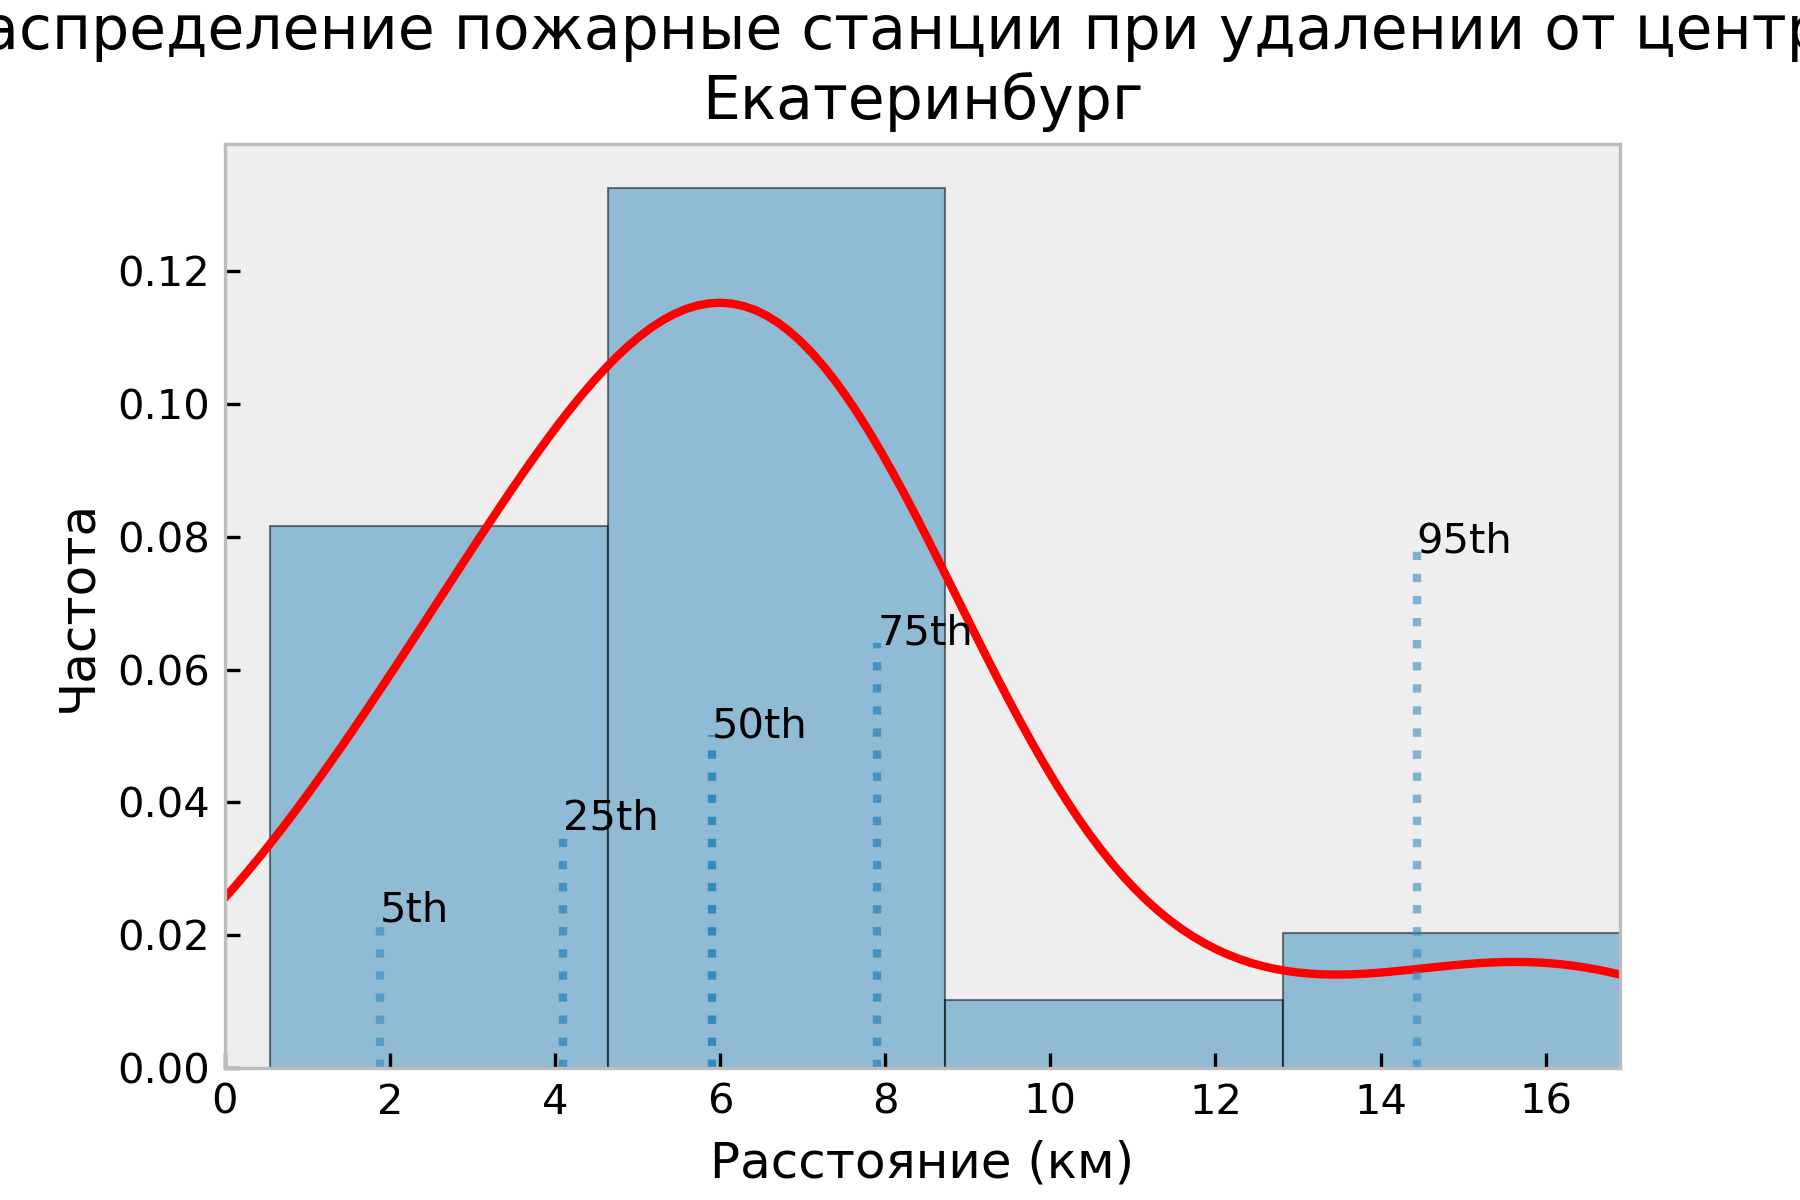 аспределение пожарные станции при удалении от центр
Екатеринбург
Частота
0.12
0.10
0.08
0.06
0.04
0.02
0.00
5th
25th
50th
75th
95th
0 2 4 6 8 10 12 14 16
Расстояние (км)